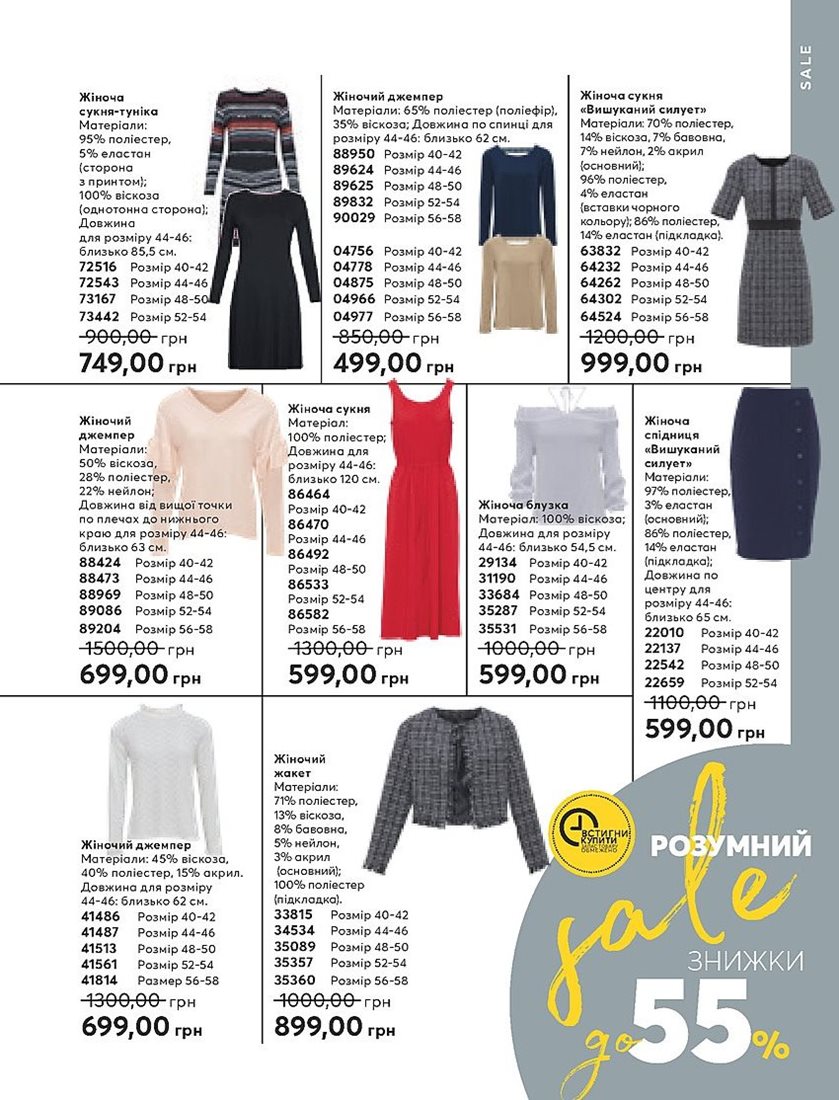 SALE
Жіноча
сукня-туніка
Матеріали:
95% поліестер,
5% еластан
(сторона
з принтом);
100% віскоза
(однотонна сторона);
Довжина
для розміру 44-46:
близько 85,5 см.
72516 Розмір 40-42
72543 Розмір 44-46
73167 Розмір 48-50
73442 Розмір 52-54
900,00 грн
749,00 грн
Жіночий джемпер
Матеріали: 65% поліестер (поліефір),
35% віскоза; Довжина по спинці для
розміру 44-46: близько 62 см.
88950 Розмір 40-42
89624 Розмір 44-46
89625 Розмір 48-50
89832 Розмір 52-54
90029 Розмір 56-58
04756 Розмір 40-42
04778 Розмір 44-46
04875 Розмір 48-50
04966 Розмір 52-54
04977 Розмір 56-58
850,00 грн
499,00 грн
Жіноча сукня
«Вишуканий силует»
Матеріали: 70% поліестер,
14% віскоза, 7% бавовна,
7% нейлон, 2% акрил
(основний);
96% поліестер,
4% еластан
(вставки чорного
кольору); 86% поліестер,
14% еластан (підкладка).
63832 Розмір 40-42
64232 Розмір 44-46
64262 Розмір 48-50
64302 Розмір 52-54
64524 Розмір 56-58
1200,00 грн
999,00 грн
Жіночий
джемпер
Матеріали:
50% віскоза,
28% поліестер,
22% нейлон;
Довжина від вищої точки
по плечах до нижнього
краю для розміру 44-46:
близько 63 см.
88424 Розмір 40-42
88473 Розмір 44-46
88969 Розмір 48-50
89086 Розмір 52-54
89204 Розмір 56-58
1500,00 грн
699,00 грн
Жіноча сукня
Матеріал:
100% поліестер;
Довжина для
розміру 44-46:
близько 120 см.
86464
Розмір 40-42
86470
Розмір 44-46
86492
Розмір 48-50
86533
Розмір 52-54
86582
Розмір 56-58
1300,00 грн
599,00 грн
Жіноча блузка
Матеріал: 100% віскоза;
Довжина для розміру
44-46: близько 54,5 см.
29134 Розмір 40-42
31190 Розмір 44-46
33684 Розмір 48-50
35287 Розмір 52-54
35531 Розмір 56-58
1000,00 грн
599,00 грн
Жіноча
спідниця
«Вишуканий
силует»
Матеріали:
97% поліестер,
3% еластан
(основний);
86% поліестер,
14% еластан
(підкладка);
Довжина по
центру для
розміру 44-46:
близько 65 см.
22010 Розмір 40-42
22137 Розмір 44-46
22542 Розмір 48-50
22659 Розмір 52-54
1100,00 грн
599,00 грн
Жіночий джемпер
Матеріали: 45% віскоза,
40% поліестер, 15% акрил.
Довжина для розміру
44-46: близько 62 см.
41486 Розмір 40-42
41487 Розмір 44-46
41513 Розмір 48-50
41561 Розмір 52-54
41814 Размер 56-58
1300,00 грн
699,00 грн
Жіночий
жакет
Матеріали:
71% поліестер,
13% віскоза,
8% бавовна,
5% нейлон,
3% акрил
(основний);
100% поліестер
(підкладка).
33815 Розмір 40-42
34534 Розмір 44-46
35089 Розмір 48-50
35357 Розмір 52-54
35360 Розмір 56-58
1000,00 грн
899,00 грн
ВСТИГНИ
КУПИТИ
ОБМЕЖЕНО
РОЗУМНИЙ
sale
ЗНИЖКИ
до 55%